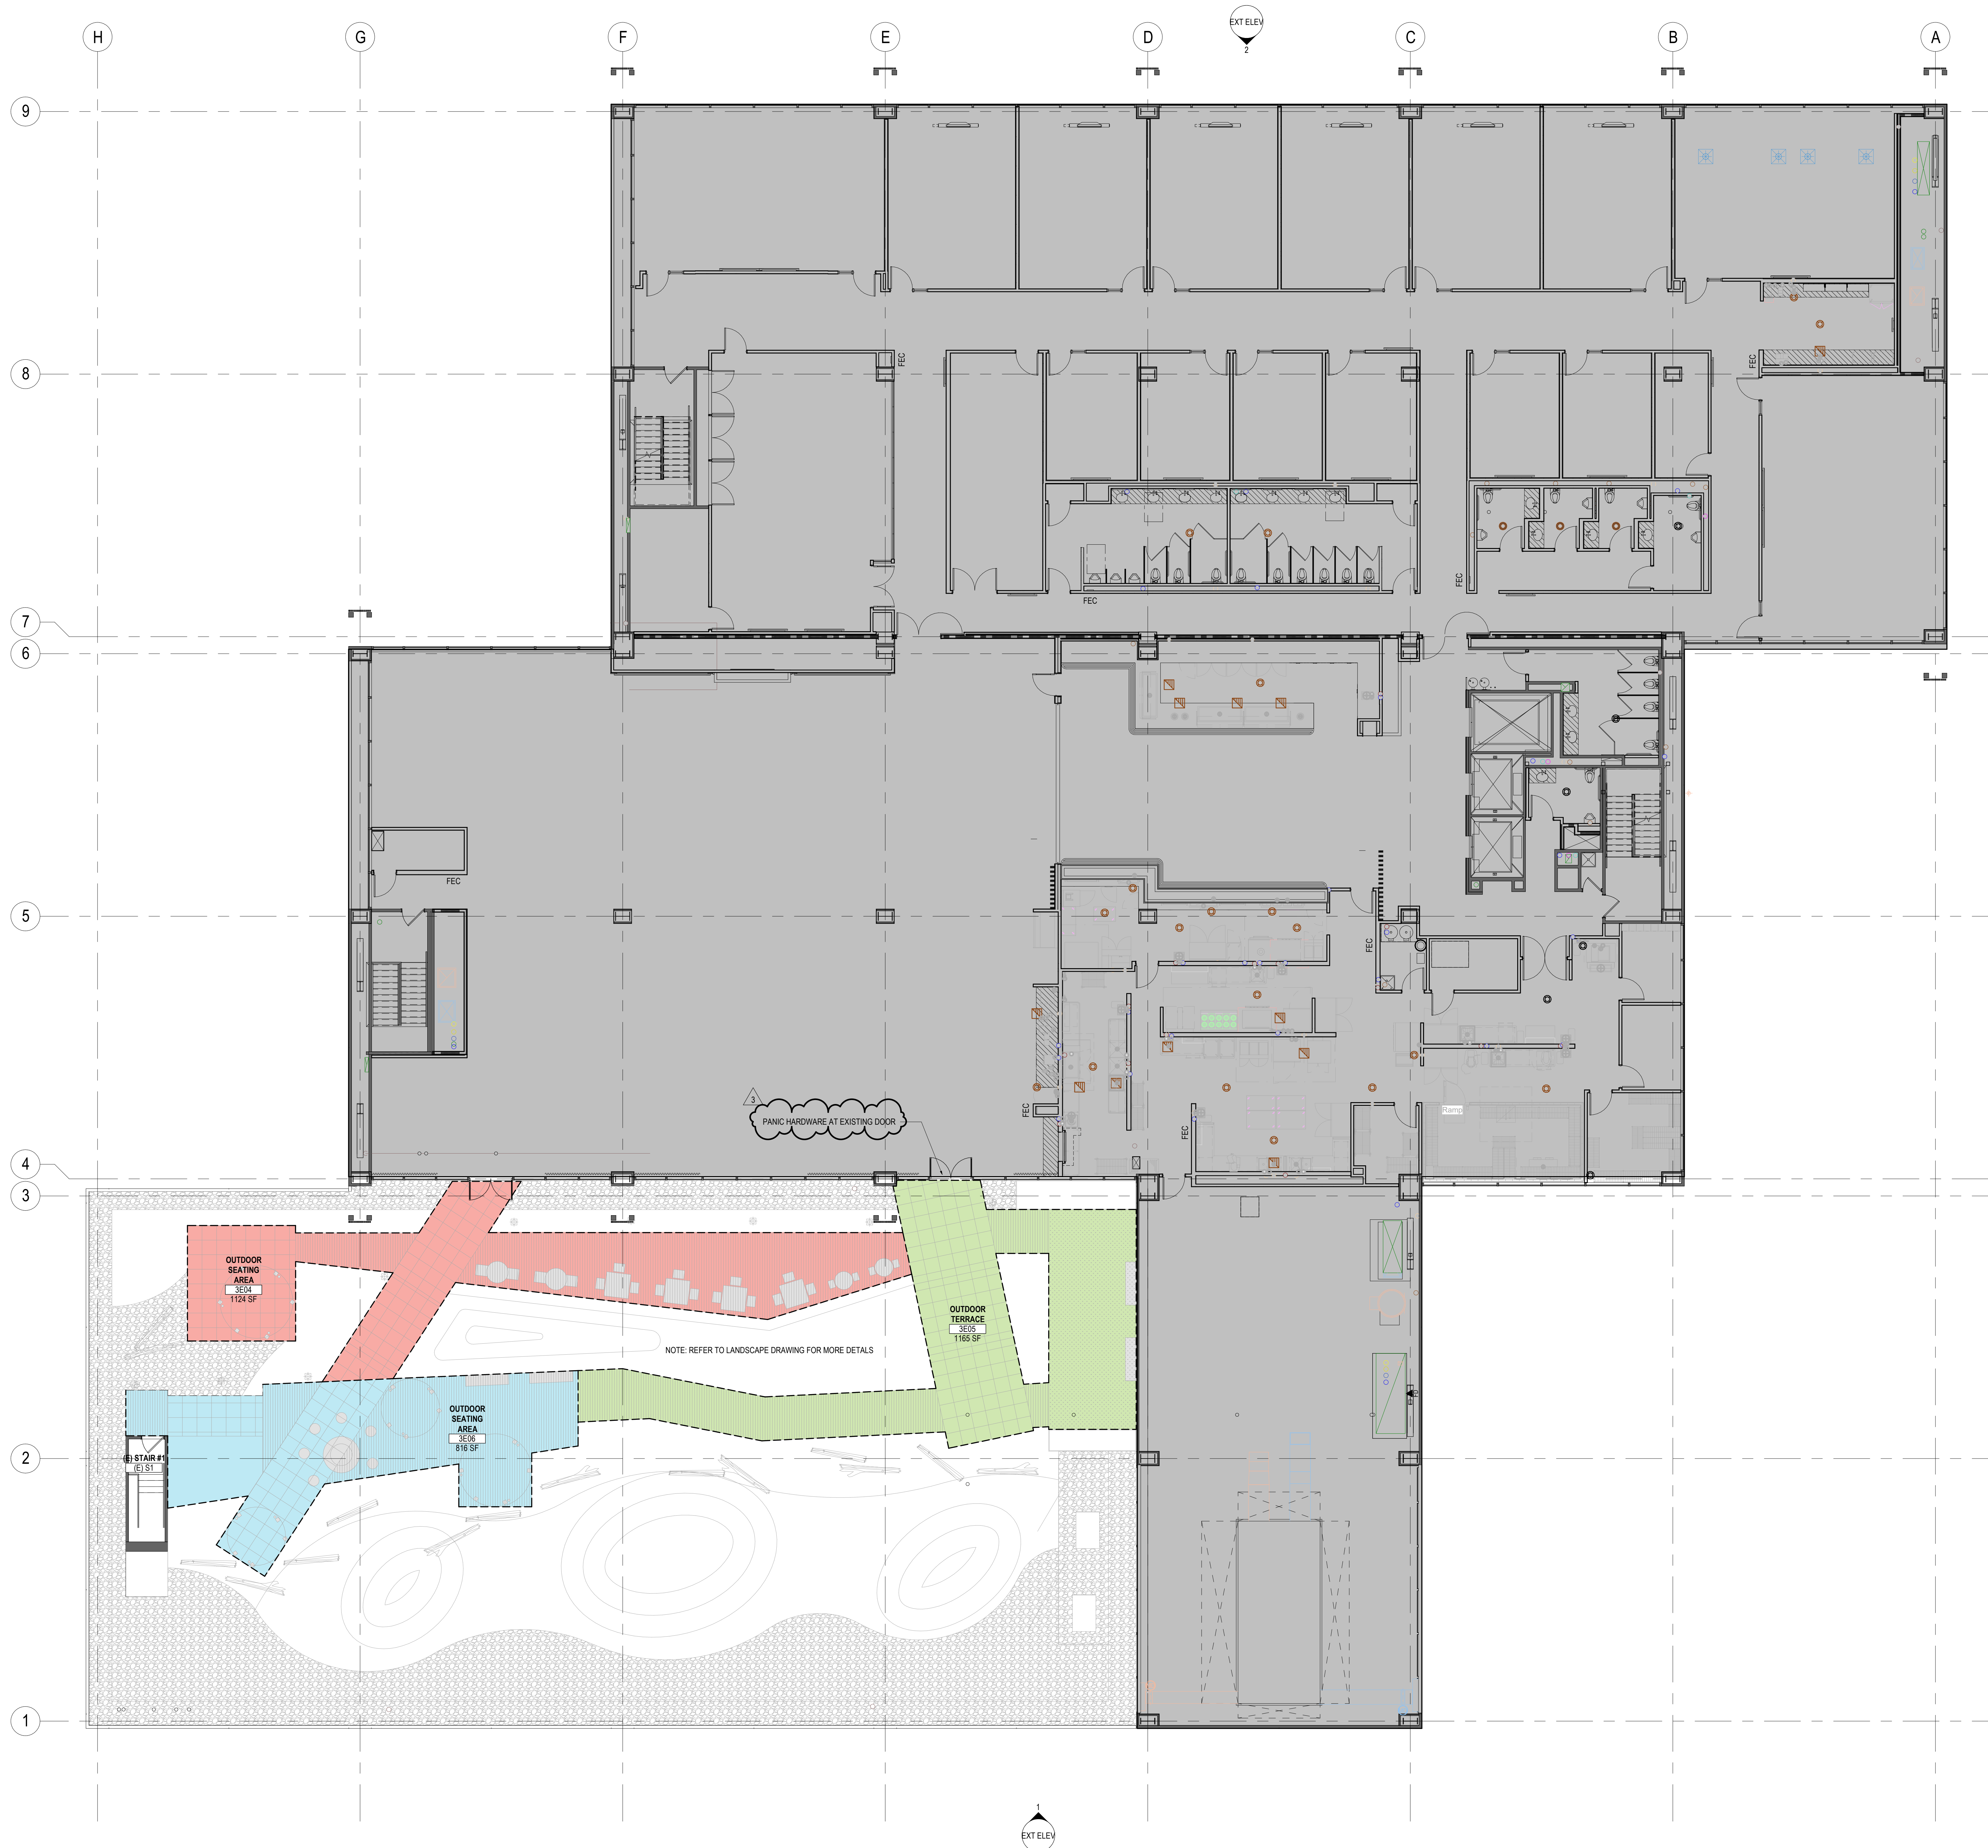 EXT ELEV
2
H
G
F
E
D
C
B
A
9
8
FEC
FEC
FEC
FEC
7
6
FEC
5
FEC
3
PANIC HARDWARE AT EXISTING DOOR
FEC
FEC
Ramp
4
3
OUTDOOR
SEATING
AREA
3E04
1124 SF
OUTDOOR
TERRACE
3E05
1165 SF
NOTE: REFER TO LANDSCAPE DRAWING FOR MORE DETALS
OUTDOOR
SEATING
AREA
3E06
816 SF
2
(E) STAIR #1
(E) S1
1
1
EXT ELEV